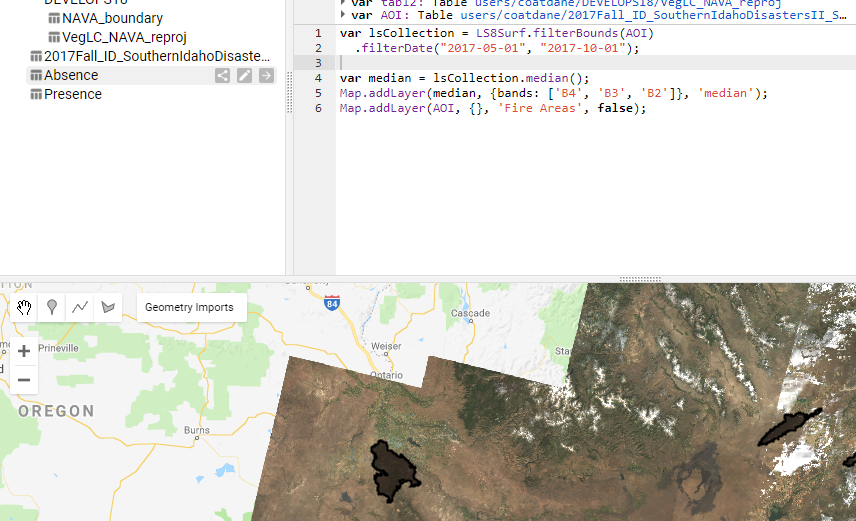 DEVELOPS18
NAVA_boundary
VegLC_NAVA_reproj
2017Fall_ID_SouthernIdahoDisaste...
Absence
Presence
var table2: Table users/coatdane/DEVELOPS18/VegLC_NAVA_reproj
var AOI: Table users/coatdane/2017Fall_ID_SouthernIdahoDisastersII_S...
1 var lsCollection = LS8Surf.filterBounds(AOI)
2 .filterDate("2017-05-01", "2017-10-01");
3
4 var median = lsCollection.median();
5 Map.addLayer(median, {bands: ['B4', 'B3', 'B2']}, 'median');
6 Map.addLayer(AOI, {}, 'Fire Areas', false);
Geometry Imports
84
Cascade
Prineville
Weiser
Ontario
OREGON
Burns